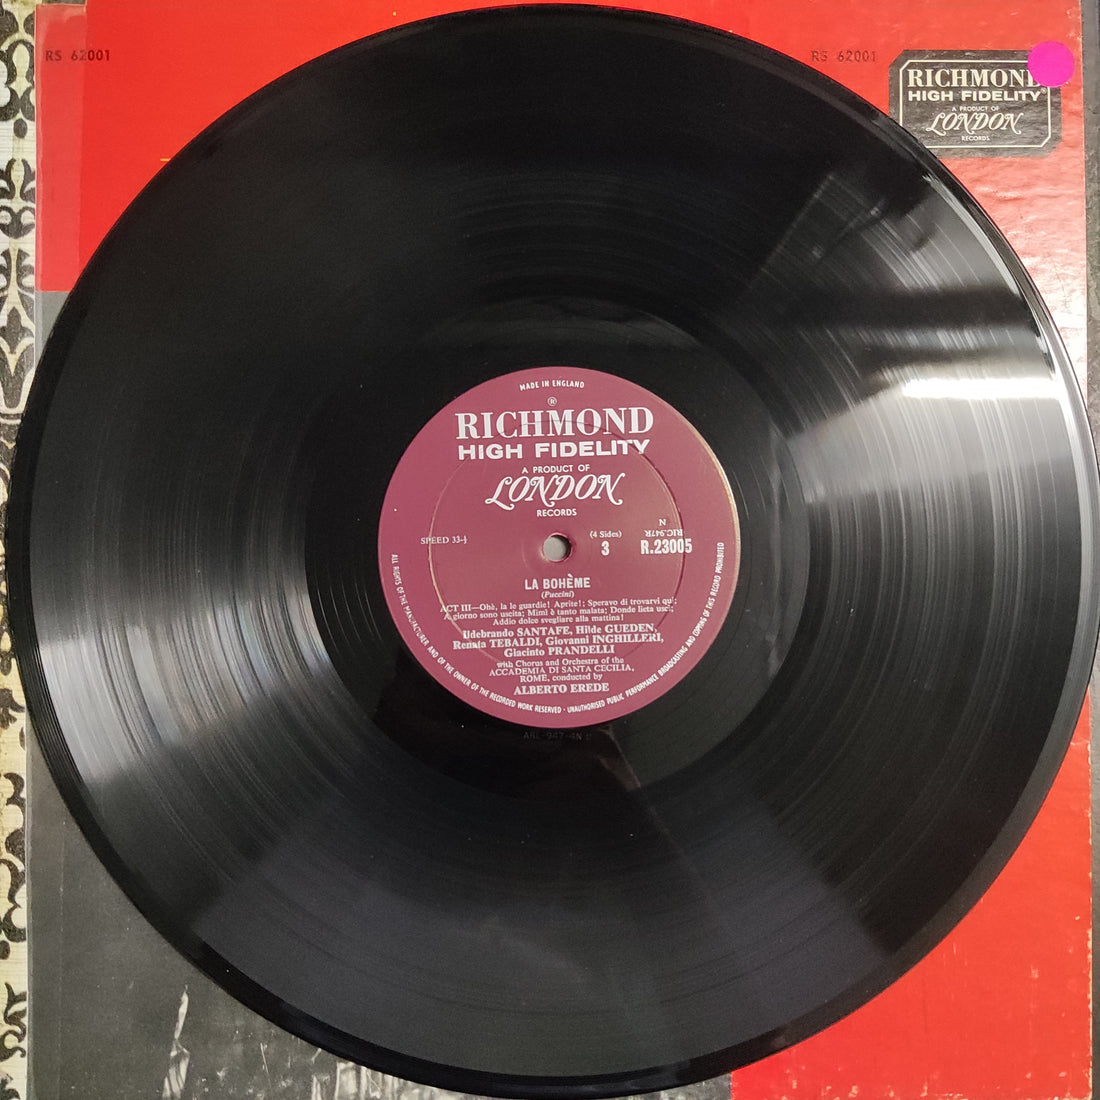 RS 62001
RS 62001
RICHMOND
HIGH FIDELITY
A PRODUCT OF
LONDON
RECORDS
MADE IN ENGLAND
®
RICHMOND
HIGH FIDELITY
A PRODUCT OF
LONDON
RECORDS
SPEED 33-⅓
(4 Sides)
3
RIC.947R
N
R.23005
LA BOHÈME
(Puccini)
ACT III—Ohè, la le guardie! Aprite!; Speravo di trovarvi qui;
A giorno sono uscita; Mimì è tanto malata; Donde lieta uscì;
Addio dolce svegliare alla mattina!
Ildebrando SANTAFE, Hilde GUEDEN,
Renata TEBALDI, Giovanni INGHILLERI,
Giacinto PRANDELLI
with Chorus and Orchestra of the
ACCADEMIA DI SANTA CECILIA,
ROME, conducted by
ALBERTO EREDE
ALL RIGHTS OF THE MANUFACTURER AND OF THE OWNER OF THE RECORDED WORK RESERVED · UNAUTHORISED PUBLIC PERFORMANCE BROADCASTING AND COPYING OF THIS RECORD PROHIBITED